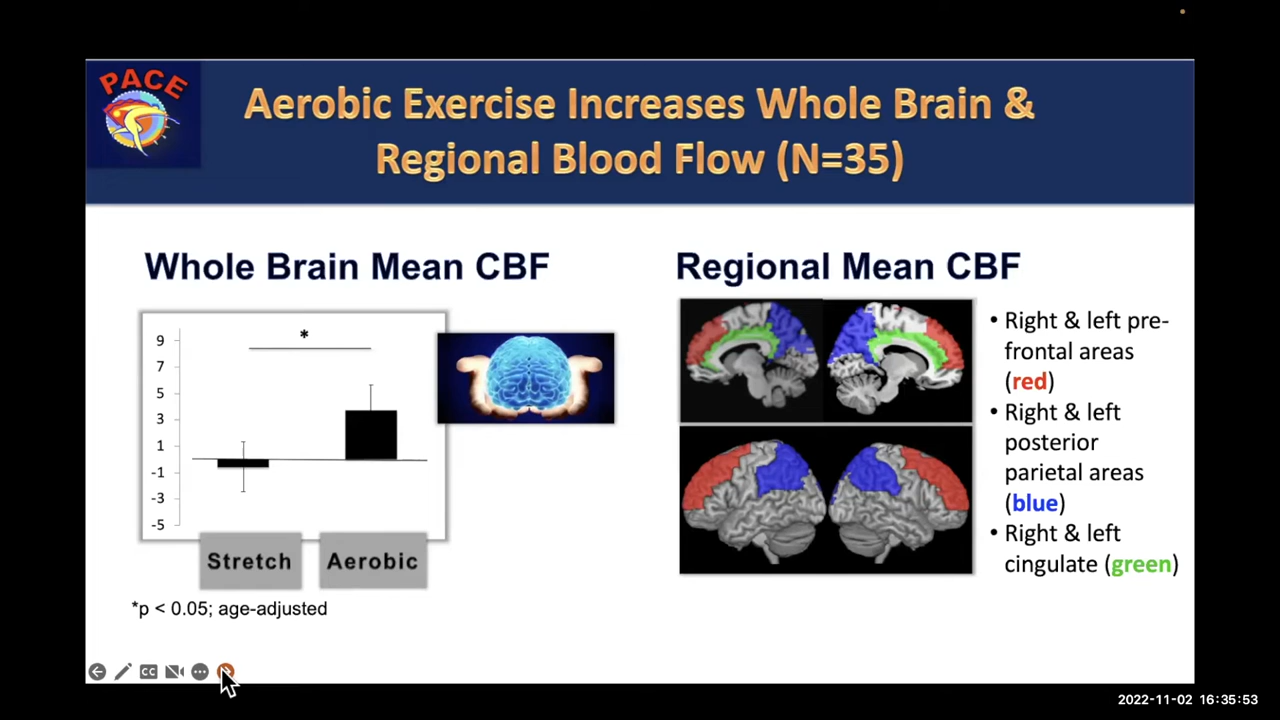 PACE
Aerobic Exercise Increases Whole Brain &
Regional Blood Flow (N=35)
Whole Brain Mean CBF
*
9
7
5
3
1
-1
-3
-5
Stretch
Aerobic
*p < 0.05; age-adjusted
Regional Mean CBF
• Right & left pre-
frontal areas
(red)
• Right & left
posterior
parietal areas
(blue)
• Right & left
cingulate (green)
CC
2022-11-02 16:35:53